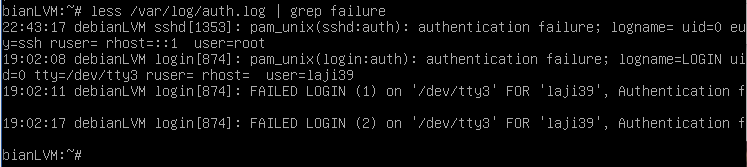 bianLVM:~# less /var/log/auth.log | grep failure
22:43:17 debianLVM sshd[1353]: pam_unix(sshd:auth): authentication failure; logname= uid=0 eu
y=ssh ruser= rhost=::1  user=root
19:02:08 debianLVM login[874]: pam_unix(login:auth): authentication failure; logname=LOGIN ui
d=0 tty=/dev/tty3 ruser= rhost=  user=laji39
19:02:11 debianLVM login[874]: FAILED LOGIN (1) on '/dev/tty3' FOR 'laji39', Authentication f
19:02:17 debianLVM login[874]: FAILED LOGIN (2) on '/dev/tty3' FOR 'laji39', Authentication f
bianLVM:~#